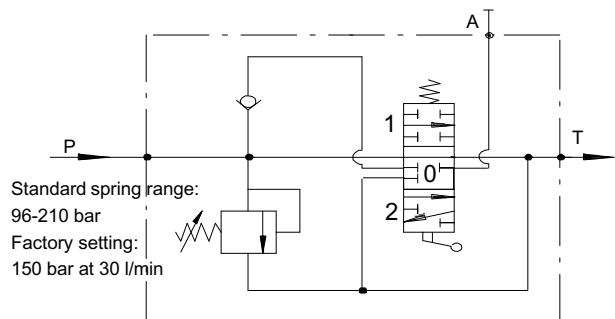 A
1
P
T
0
Standard spring range:
96-210 bar
2
Factory setting:
150 bar at 30 l/min